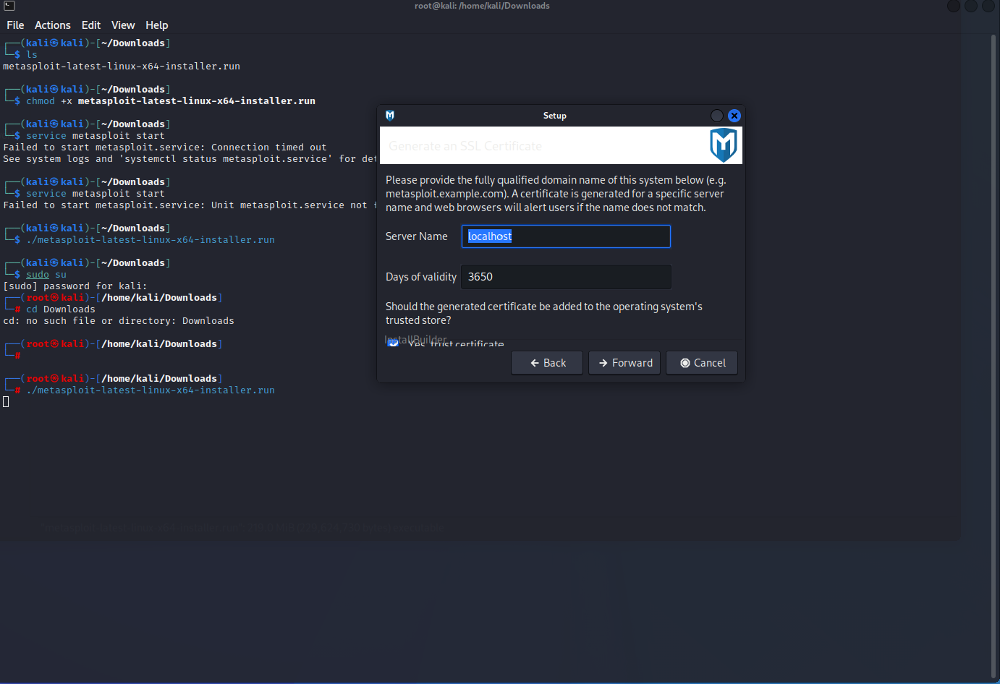 root@kali: /home/kali/Downloads
File Actions Edit View Help
┌──(kali㉿kali)-[~/Downloads]
└─$ ls
metasploit-latest-linux-x64-installer.run
┌──(kali㉿kali)-[~/Downloads]
└─$ chmod +x metasploit-latest-linux-x64-installer.run
┌──(kali㉿kali)-[~/Downloads]
└─$ service metasploit start
Failed to start metasploit.service: Connection timed out
See system logs and 'systemctl status metasploit.service' for det
┌──(kali㉿kali)-[~/Downloads]
└─$ service metasploit start
Failed to start metasploit.service: Unit metasploit.service not f
┌──(kali㉿kali)-[~/Downloads]
└─$ ./metasploit-latest-linux-x64-installer.run
┌──(kali㉿kali)-[~/Downloads]
└─$ sudo su
[sudo] password for kali:
┌──(root㉿kali)-[/home/kali/Downloads]
└─# cd Downloads
cd: no such file or directory: Downloads
┌──(root㉿kali)-[/home/kali/Downloads]
└─#
┌──(root㉿kali)-[/home/kali/Downloads]
└─# ./metasploit-latest-linux-x64-installer.run
Setup
Generate an SSL Certificate
Please provide the fully qualified domain name of this system below (e.g.
metasploit.example.com). A certificate is generated for a specific server
name and web browsers will alert users if the name does not match.
Server Name localhost
Days of validity 3650
Should the generated certificate be added to the operating system's
trusted store?
InstallBuilder
Yes, trust certificate
Back Forward Cancel